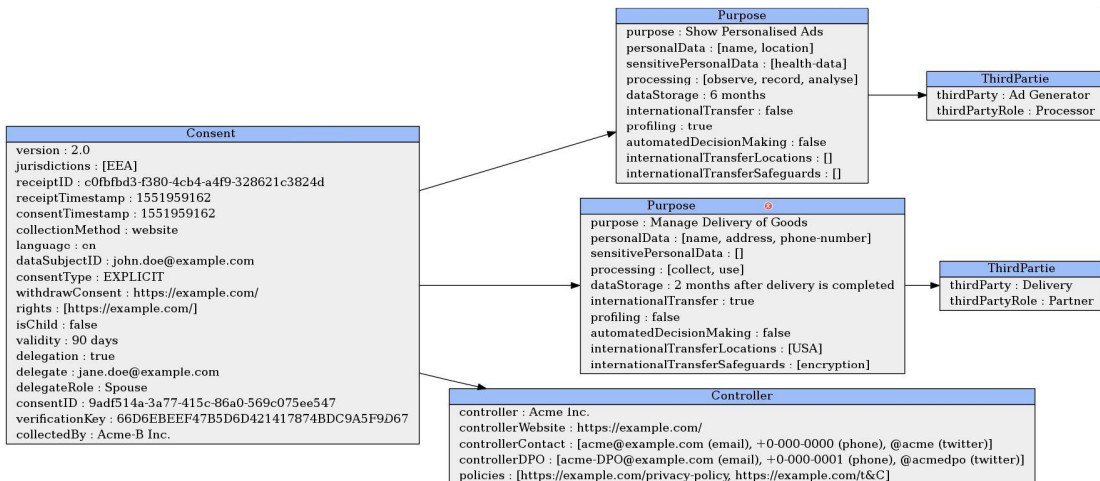 Consent
version : 2.0
jurisdictions : [EEA]
receiptID : c0fbfbd3-f380-4cb4-a4f9-328621c3824d
receiptTimestamp : 1551959162
consentTimestamp : 1551959162
collectionMethod : website
language : en
dataSubjectID : john.doe@example.com
consentType : EXPLICIT
withdrawConsent : https://example.com/
rights : [https://example.com/]
isChild : false
validity : 90 days
delegation : true
delegate : jane.doe@example.com
delegateRole : Spouse
consentID : 9adf514a-3a77-415c-86a0-569c075ee547
verificationKey : 66D6EBEEF47B5D6D421417874BDC9A5F9D67
collectedBy : Acme-B Inc.
Purpose
purpose : Show Personalised Ads
personalData : [name, location]
sensitivePersonalData : [health-data]
processing : [observe, record, analyse]
dataStorage : 6 months
internationalTransfer : false
profiling : true
automatedDecisionMaking : false
internationalTransferLocations : []
internationalTransferSafeguards : []
ThirdPartie
thirdParty : Ad Generator
thirdPartyRole : Processor
Purpose
purpose : Manage Delivery of Goods
personalData : [name, address, phone-number]
sensitivePersonalData : []
processing : [collect, use]
dataStorage : 2 months after delivery is completed
internationalTransfer : true
profiling : false
automatedDecisionMaking : false
internationalTransferLocations : [USA]
internationalTransferSafeguards : [encryption]
ThirdPartie
thirdParty : Delivery
thirdPartyRole : Partner
Controller
controller : Acme Inc.
controllerWebsite : https://example.com/
controllerContact : [acme@example.com (email), +0-000-0000 (phone), @acme (twitter)]
controllerDPO : [acme-DPO@example.com (email), +0-000-0001 (phone), @acmedpo (twitter)]
policies : [https://example.com/privacy-policy, https://example.com/t&C]